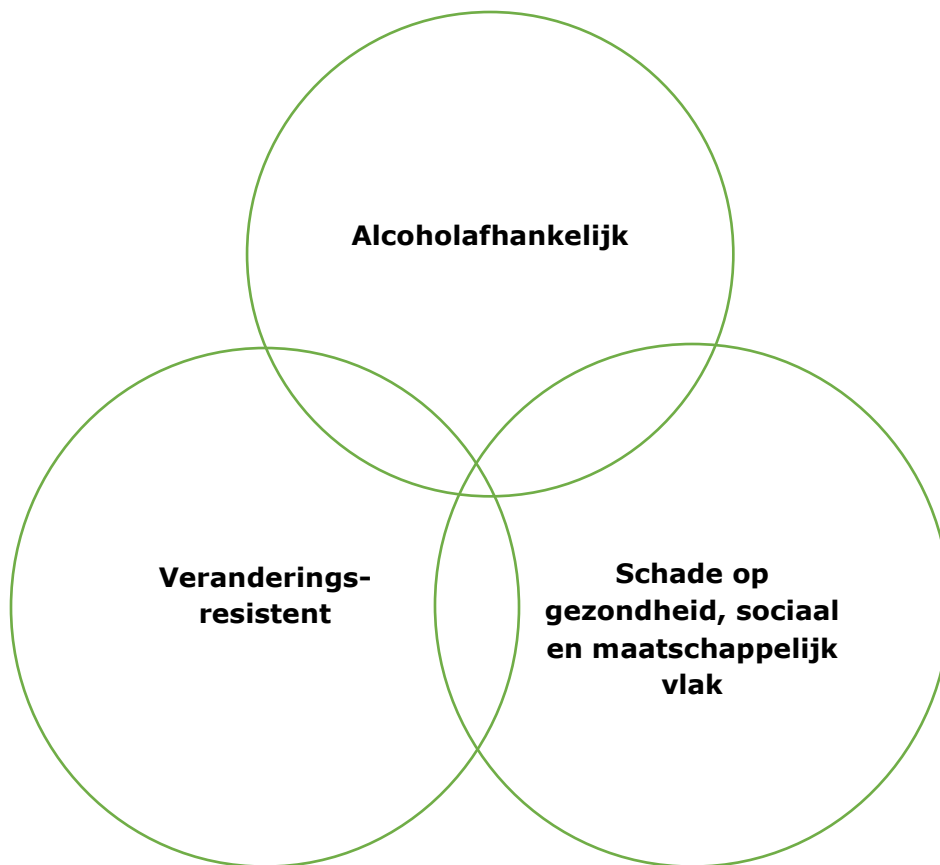 Alcoholafhankelijk
Veranderings-
resistent
Schade op
gezondheid, sociaal
en maatschappelijk
vlak